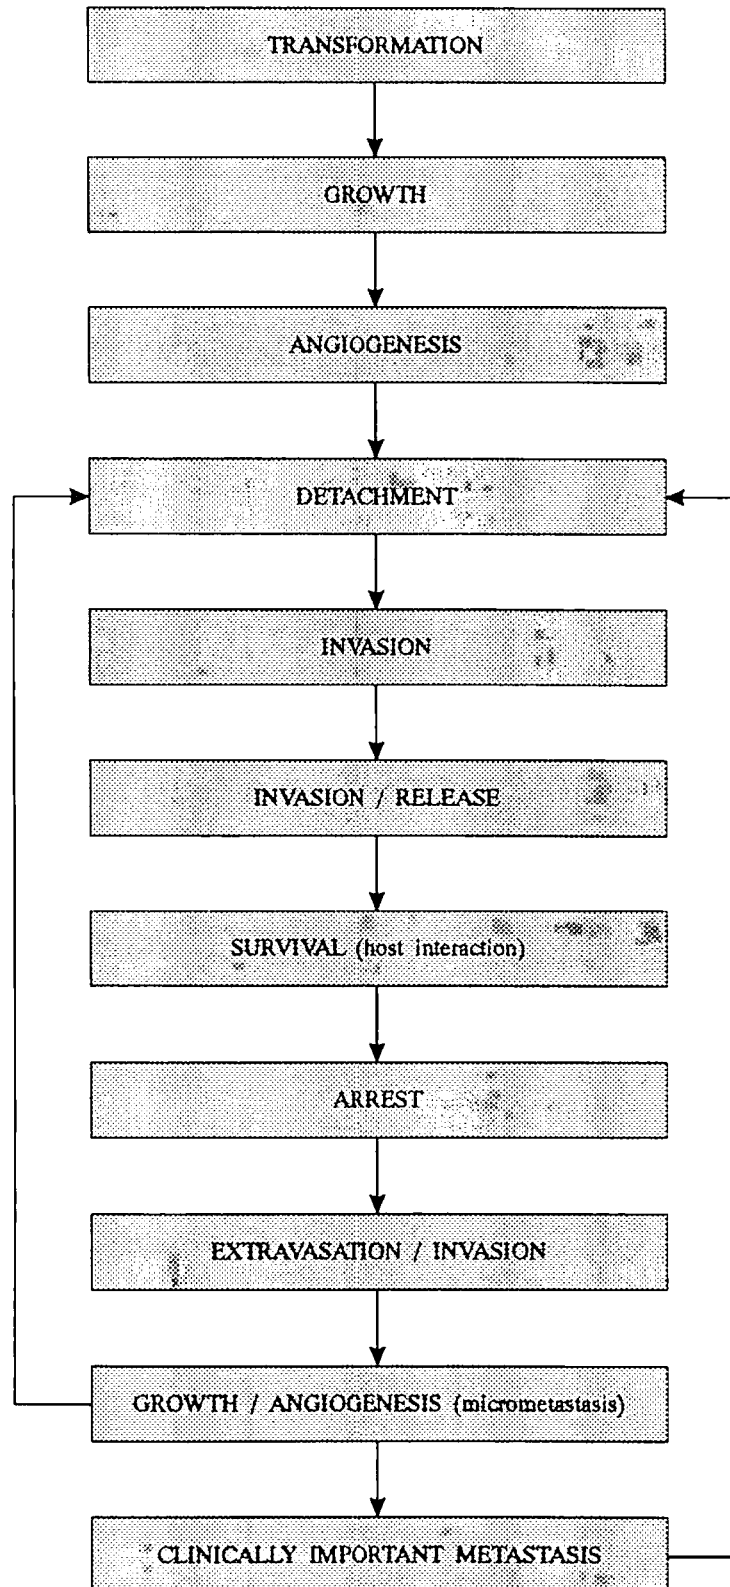 TRANSFORMATION
GROWTH
ANGIOGENESIS
DETACHMENT
INVASION
INVASION / RELEASE
SURVIVAL (host interaction)
ARREST
EXTRAVASATION / INVASION
GROWTH / ANGIOGENESIS (micrometastasis)
CLINICALLY IMPORTANT METASTASIS